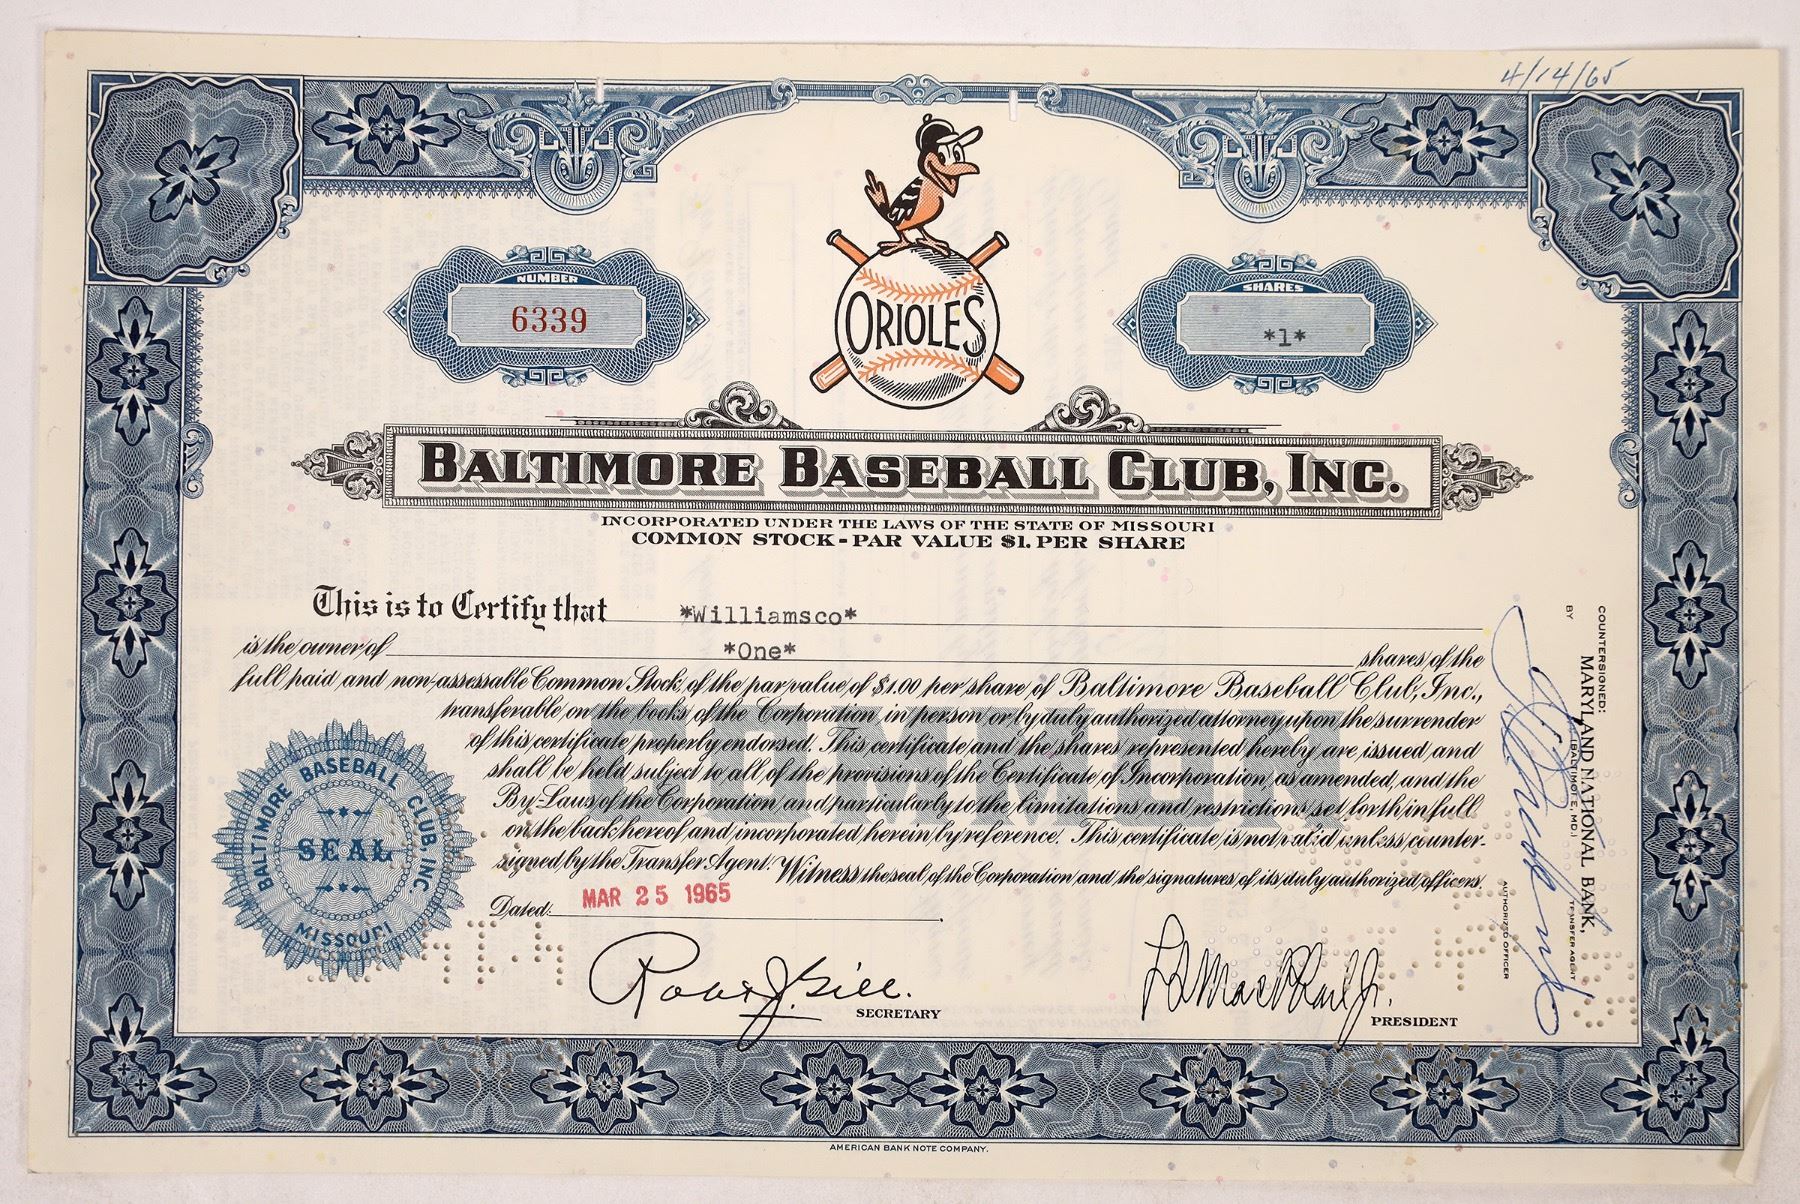 4/14/65
NUMBER
6339
ORIOLES
SHARES
*1*
BALTIMORE BASEBALL CLUB, INC.
INCORPORATED UNDER THE LAWS OF THE STATE OF MISSOURI
COMMON STOCK-PAR VALUE $1. PER SHARE
This is to Certify that *Williamsco*
is the owner of *One* shares of the
full paid and non-assessable Common Stock, of the par value of $1.00 per share of Baltimore Baseball Club, Inc.,
transferable on the books of the Corporation, in person or by duly authorized attorney upon the surrender
of this certificate properly endorsed. This certificate and the shares represented hereby are issued and
shall be held subject to all of the provisions of the Certificate of Incorporation, as amended, and the
By-Laws of the Corporation and particularly to the limitations and restrictions set forth in full
on the back hereof and incorporated herein by reference. This certificate is not valid unless counter-
signed by the Transfer Agent. Witness the seal of the Corporation and the signatures of its duly authorized officers.
COMMON
Dated: MAR 25 1965
BALTIMORE BASEBALL CLUB, INC.
SEAL
MISSOURI
SECRETARY
PRESIDENT
COUNTERSIGNED:
MARYLAND NATIONAL BANK,
(BALTIMORE, MD.) TRANSFER AGENT
BY
AUTHORIZED OFFICER
AMERICAN BANK NOTE COMPANY.